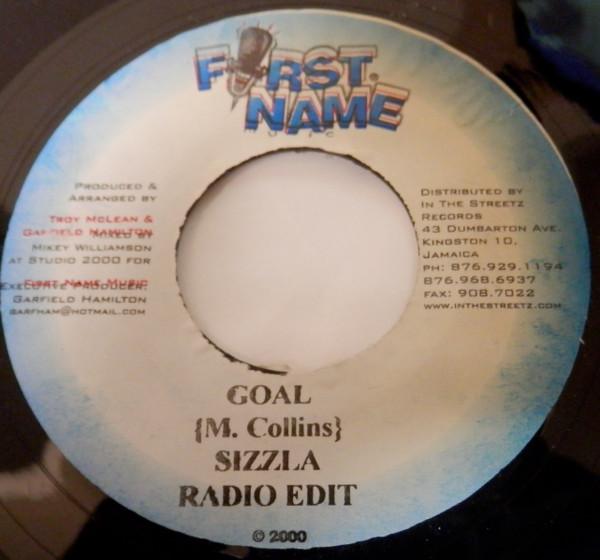 FIRST
NAME
MUSIC
PRODUCED &
ARRANGED BY
TROY MCLEAN &
GARFIELD HAMILTON
MIXED BY
MIKEY WILLIAMSON
AT STUDIO 2000 FOR
FIRST NAME MUSIC
EXECUTIVE PRODUCER
GARFIELD HAMILTON
GARFHAM@HOTMAIL.COM
DISTRIBUTED BY
IN THE STREETZ
RECORDS
43 DUMBARTON AVE.
KINGSTON 10,
JAMAICA
PH: 876.929.1194
876.968.6937
FAX: 908.7022
WWW.INTHESTREETZ.COM
GOAL
{M. Collins}
SIZZLA
RADIO EDIT
© 2000